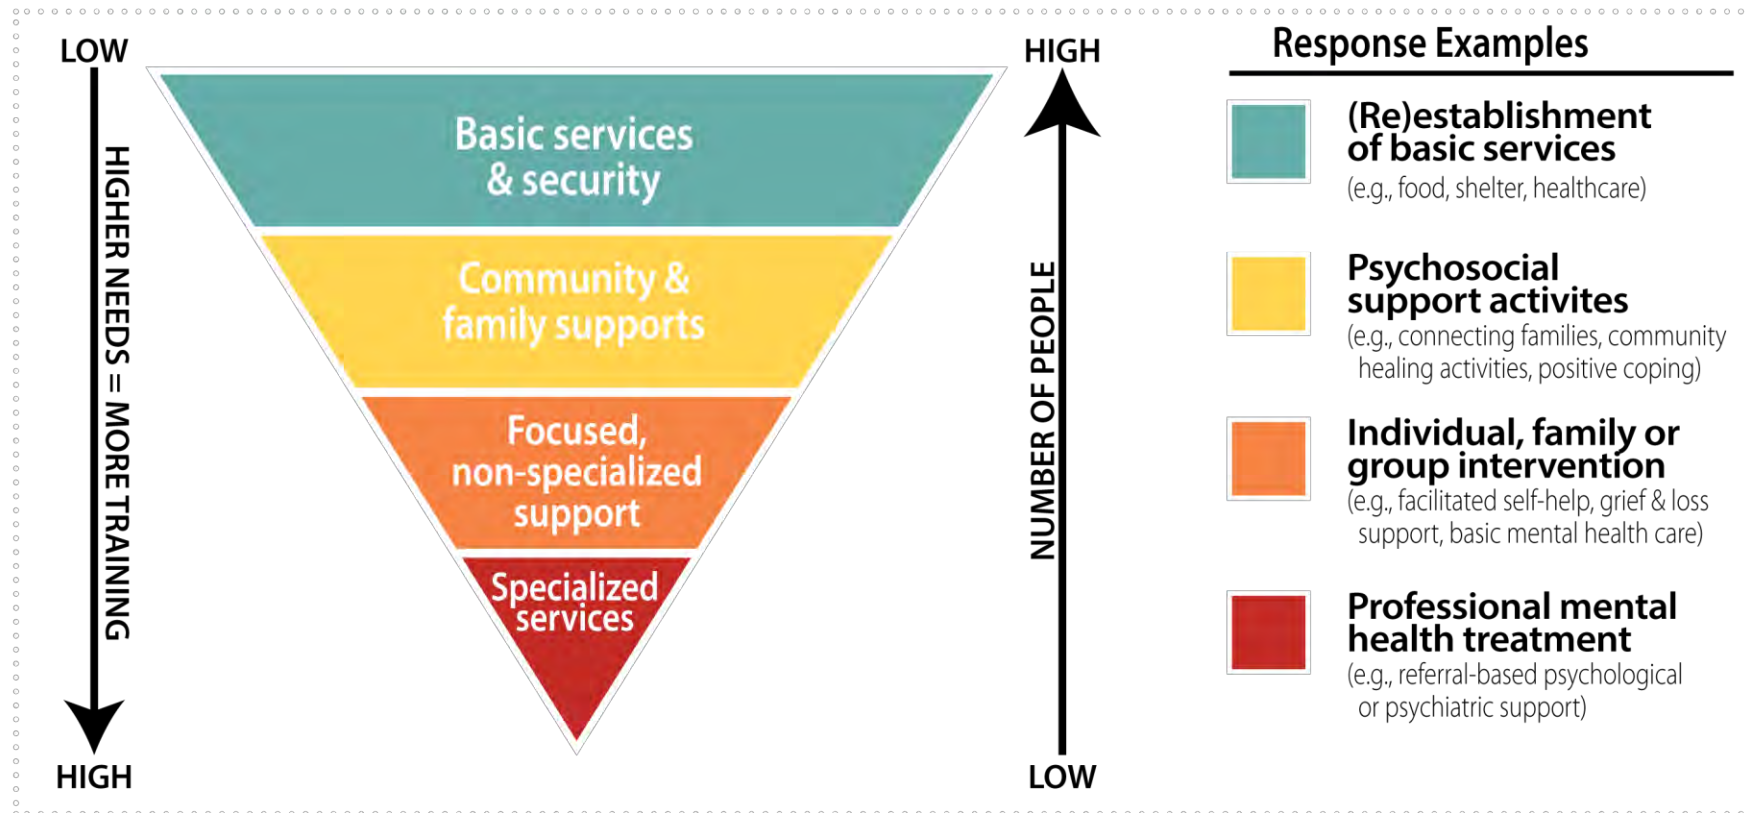 LOW
HIGHER NEEDS = MORE TRAINING
HIGH
Basic services
& security
Community &
family supports
Focused,
non-specialized
support
Specialized
services
HIGH
NUMBER OF PEOPLE
LOW
Response Examples
(Re)establishment
of basic services
(e.g., food, shelter, healthcare)
Psychosocial
support activites
(e.g., connecting families, community
healing activities, positive coping)
Individual, family or
group intervention
(e.g., facilitated self-help, grief & loss
support, basic mental health care)
Professional mental
health treatment
(e.g., referral-based psychological
or psychiatric support)